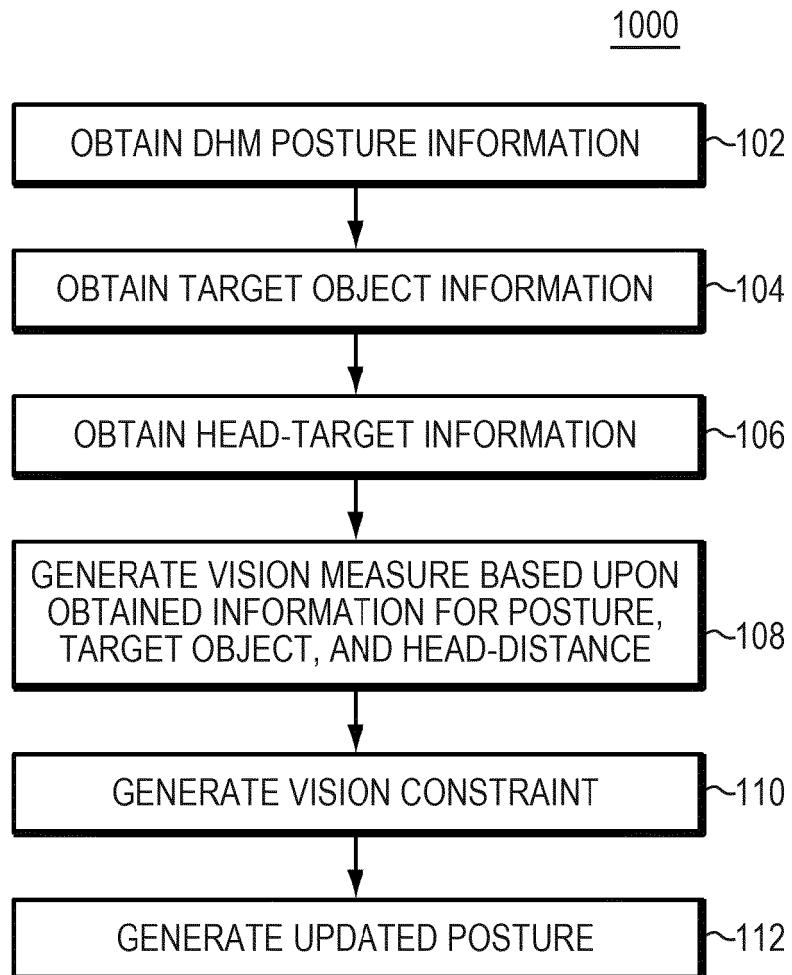 1000
OBTAIN DHM POSTURE INFORMATION
102
OBTAIN TARGET OBJECT INFORMATION
104
OBTAIN HEAD-TARGET INFORMATION
106
GENERATE VISION MEASURE BASED UPON
OBTAINED INFORMATION FOR POSTURE,
TARGET OBJECT, AND HEAD-DISTANCE
108
GENERATE VISION CONSTRAINT
110
GENERATE UPDATED POSTURE
112